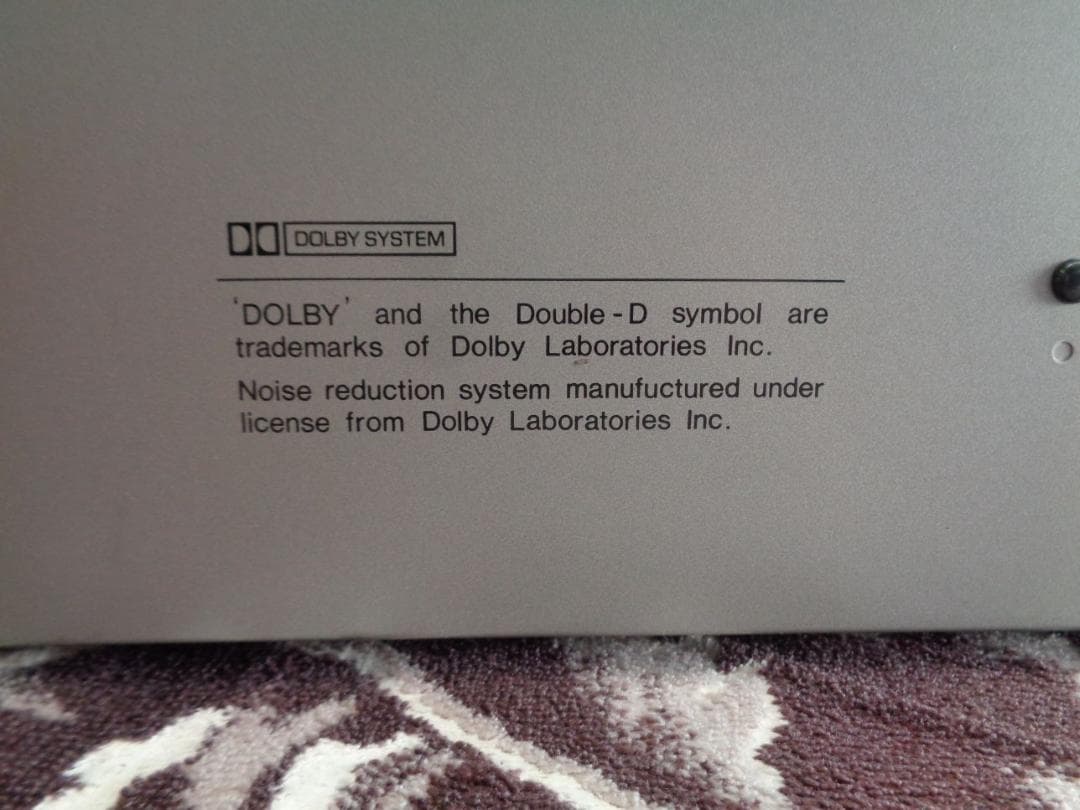 DOLBY SYSTEM
'DOLBY' and the Double-D symbol are
trademarks of Dolby Laboratories Inc.
Noise reduction system manufuctured under
license from Dolby Laboratories Inc.